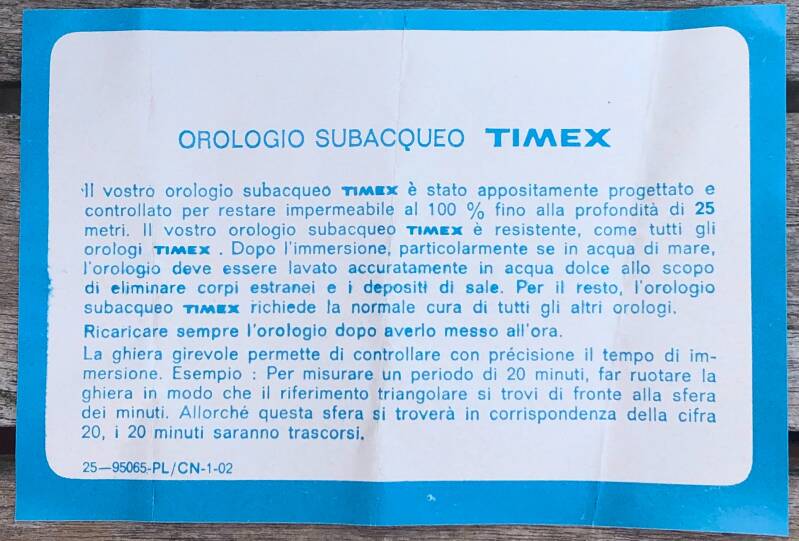 OROLOGIO SUBACQUEO TIMEX
Il vostro orologio subacqueo TIMEX è stato appositamente progettato e
controllato per restare impermeabile al 100 % fino alla profondità di 25
metri. Il vostro orologio subacqueo TIMEX è resistente, come tutti gli
orologi TIMEX . Dopo l'immersione, particolarmente se in acqua di mare,
l'orologio deve essere lavato accuratamente in acqua dolce allo scopo
di eliminare corpi estranei e i depositi di sale. Per il resto, l'orologio
subacqueo TIMEX richiede la normale cura di tutti gli altri orologi.
Ricaricare sempre l'orologio dopo averlo messo all'ora.
La ghiera girevole permette di controllare con précisione il tempo di im-
mersione. Esempio : Per misurare un periodo di 20 minuti, far ruotare la
ghiera in modo che il riferimento triangolare si trovi di fronte alla sfera
dei minuti. Allorché questa sfera si troverà in corrispondenza della cifra
20, i 20 minuti saranno trascorsi.
25—95065-PL/CN-1-02